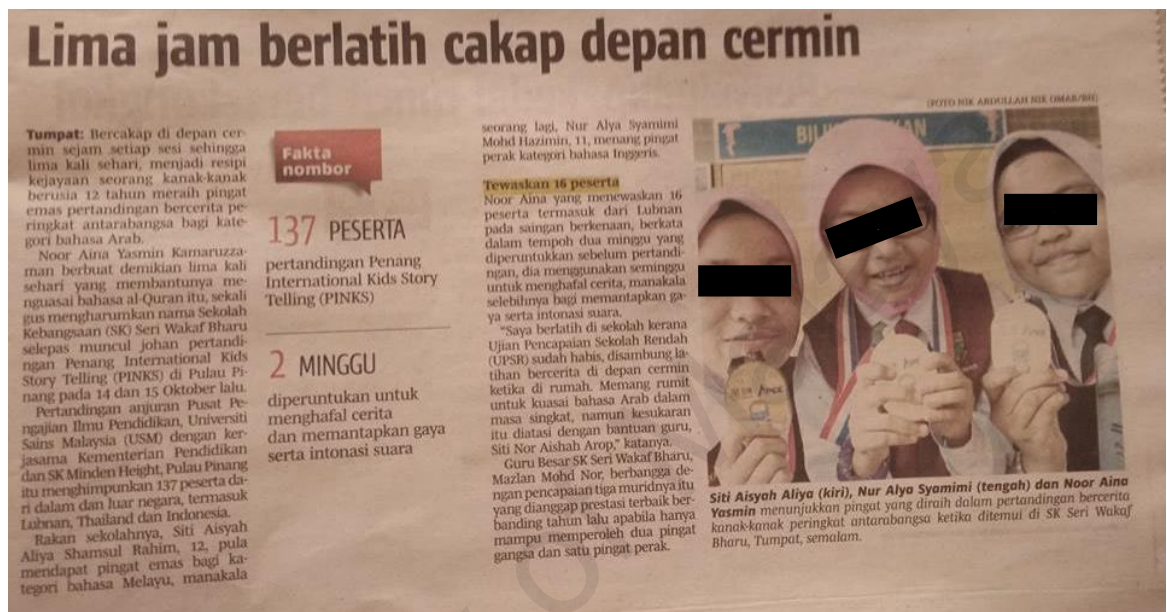 Lima jam berlatih cakap depan cermin
(FOTO NIK ABDULLAH NIK OMAR/BH)
Tumpat: Bercakap di depan cer-
min sejam setiap sesi sehingga
lima kali sehari, menjadi resipi
kejayaan seorang kanak-kanak
berusia 12 tahun meraih pingat
emas pertandingan bercerita pe-
ringkat antarabangsa bagi kate-
gori bahasa Arab.
Noor Aina Yasmin Kamaruzza-
man berbuat demikian lima kali
sehari yang membantunya me-
nguasai bahasa al-Quran itu, sekali
gus mengharumkan nama Sekolah
Kebangsaan (SK) Seri Wakaf Bharu
selepas muncul johan pertandi-
ngan Penang International Kids
Story Telling (PINKS) di Pulau Pi-
nang pada 14 dan 15 Oktober lalu.
Pertandingan anjuran Pusat Pe-
ngajian Ilmu Pendidikan, Universiti
Sains Malaysia (USM) dengan ker-
jasama Kementerian Pendidikan
dan SK Minden Height, Pulau Pinang
itu menghimpunkan 137 peserta da-
ri dalam dan luar negara, termasuk
Lubnan, Thailand dan Indonesia.
Rakan sekolahnya, Siti Aisyah
Aliya Shamsul Rahim, 12, pula
mendapat pingat emas bagi ka-
tegori bahasa Melayu, manakala
Fakta
nombor
137 PESERTA
pertandingan Penang
International Kids Story
Telling (PINKS)
2 MINGGU
diperuntukan untuk
menghafal cerita
dan memantapkan gaya
serta intonasi suara
seorang lagi, Nur Alya Syamimi
Mohd Hazimin, 11, menang pingat
perak kategori bahasa Inggeris.
Tewaskan 16 peserta
Noor Aina yang menewaskan 16
peserta termasuk dari Lubnan
pada saingan berkenaan, berkata
dalam tempoh dua minggu yang
diperuntukkan sebelum pertandi-
ngan, dia menggunakan seminggu
untuk menghafal cerita, manakala
selebihnya bagi memantapkan ga-
ya serta intonasi suara.
"Saya berlatih di sekolah kerana
Ujian Pencapaian Sekolah Rendah
(UPSR) sudah habis, disambung la-
tihan bercerita di depan cermin
ketika di rumah. Memang rumit
untuk kuasai bahasa Arab dalam
masa singkat, namun kesukaran
itu diatasi dengan bantuan guru,
Siti Nor Aishah Arop," katanya.
Guru Besar SK Seri Wakaf Bharu,
Mazlan Mohd Nor, berbangga de-
ngan pencapaian tiga muridnya itu
yang dianggap prestasi terbaik ber-
banding tahun lalu apabila hanya
mampu memperoleh dua pingat
gangsa dan satu pingat perak.
Siti Aisyah Aliya (kiri), Nur Alya Syamimi (tengah) dan Noor Aina
Yasmin menunjukkan pingat yang diraih dalam pertandingan bercerita
kanak-kanak peringkat antarabangsa ketika ditemui di SK Seri Wakaf
Bharu, Tumpat, semalam.